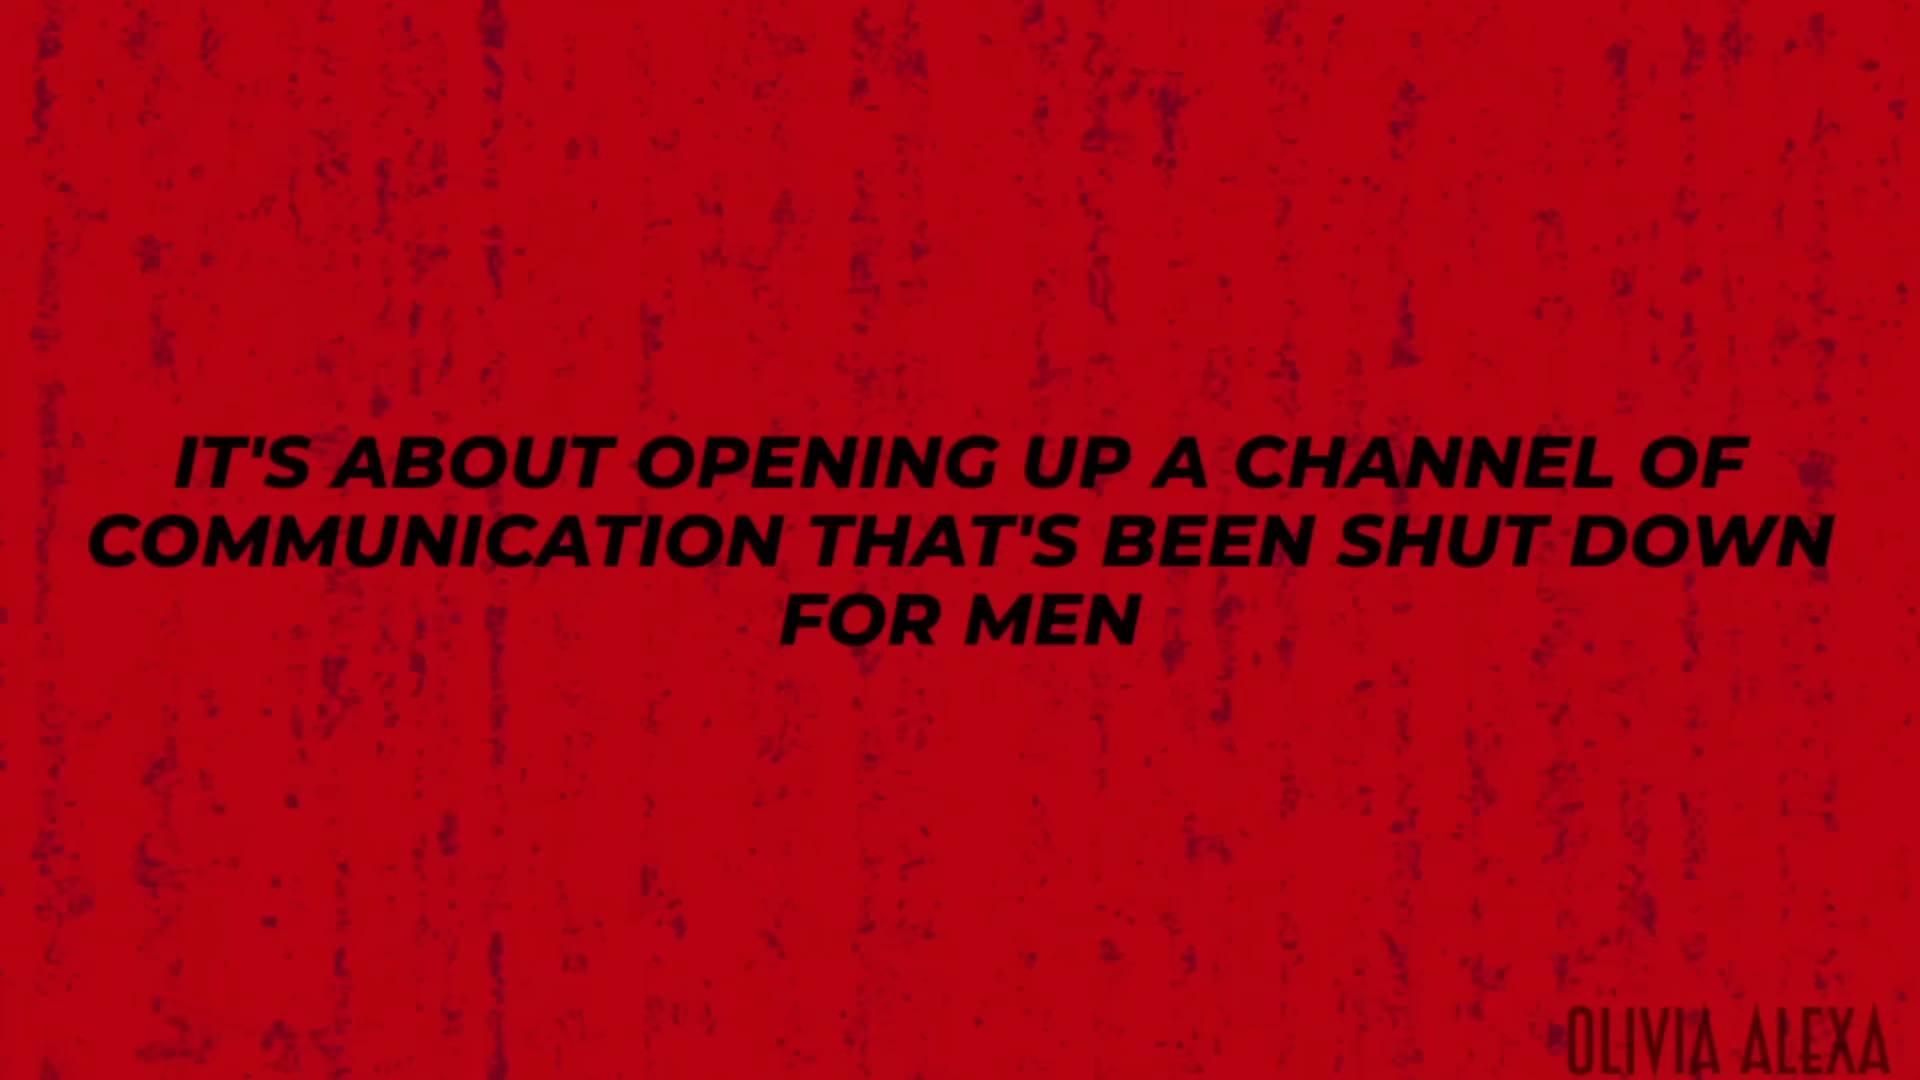 IT'S ABOUT OPENING UP A CHANNEL OF
COMMUNICATION THAT'S BEEN SHUT DOWN
FOR MEN
OLIVIA ALEXA